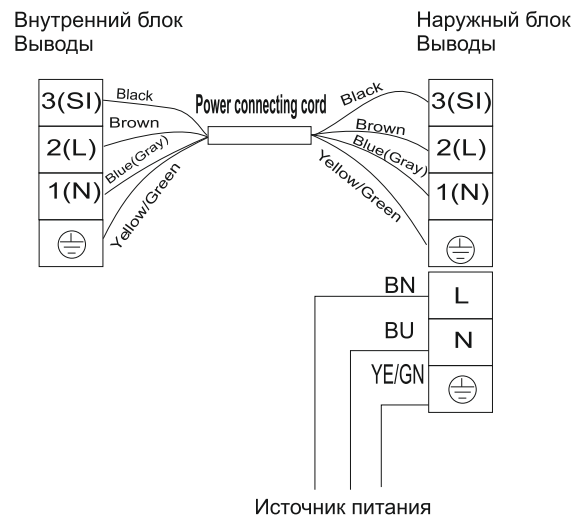 Внутренний блок
Выводы
Наружный блок
Выводы
3(SI)
Black
Power connecting cord
Black
3(SI)
2(L)
Brown
Brown
2(L)
1(N)
Blue(Gray)
Blue(Gray)
1(N)
Yellow/Green
Yellow/Green
BN
L
BU
N
YE/GN
Источник питания